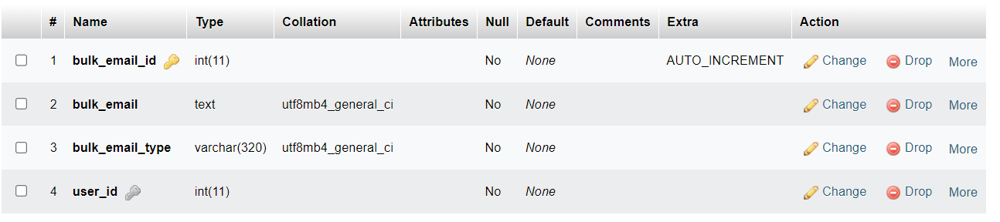 # Name Type Collation Attributes Null Default Comments Extra Action
1 bulk_email_id int(11) No None AUTO_INCREMENT Change Drop More
2 bulk_email text utf8mb4_general_ci No None Change Drop More
3 bulk_email_type varchar(320) utf8mb4_general_ci No None Change Drop More
4 user_id int(11) No None Change Drop More